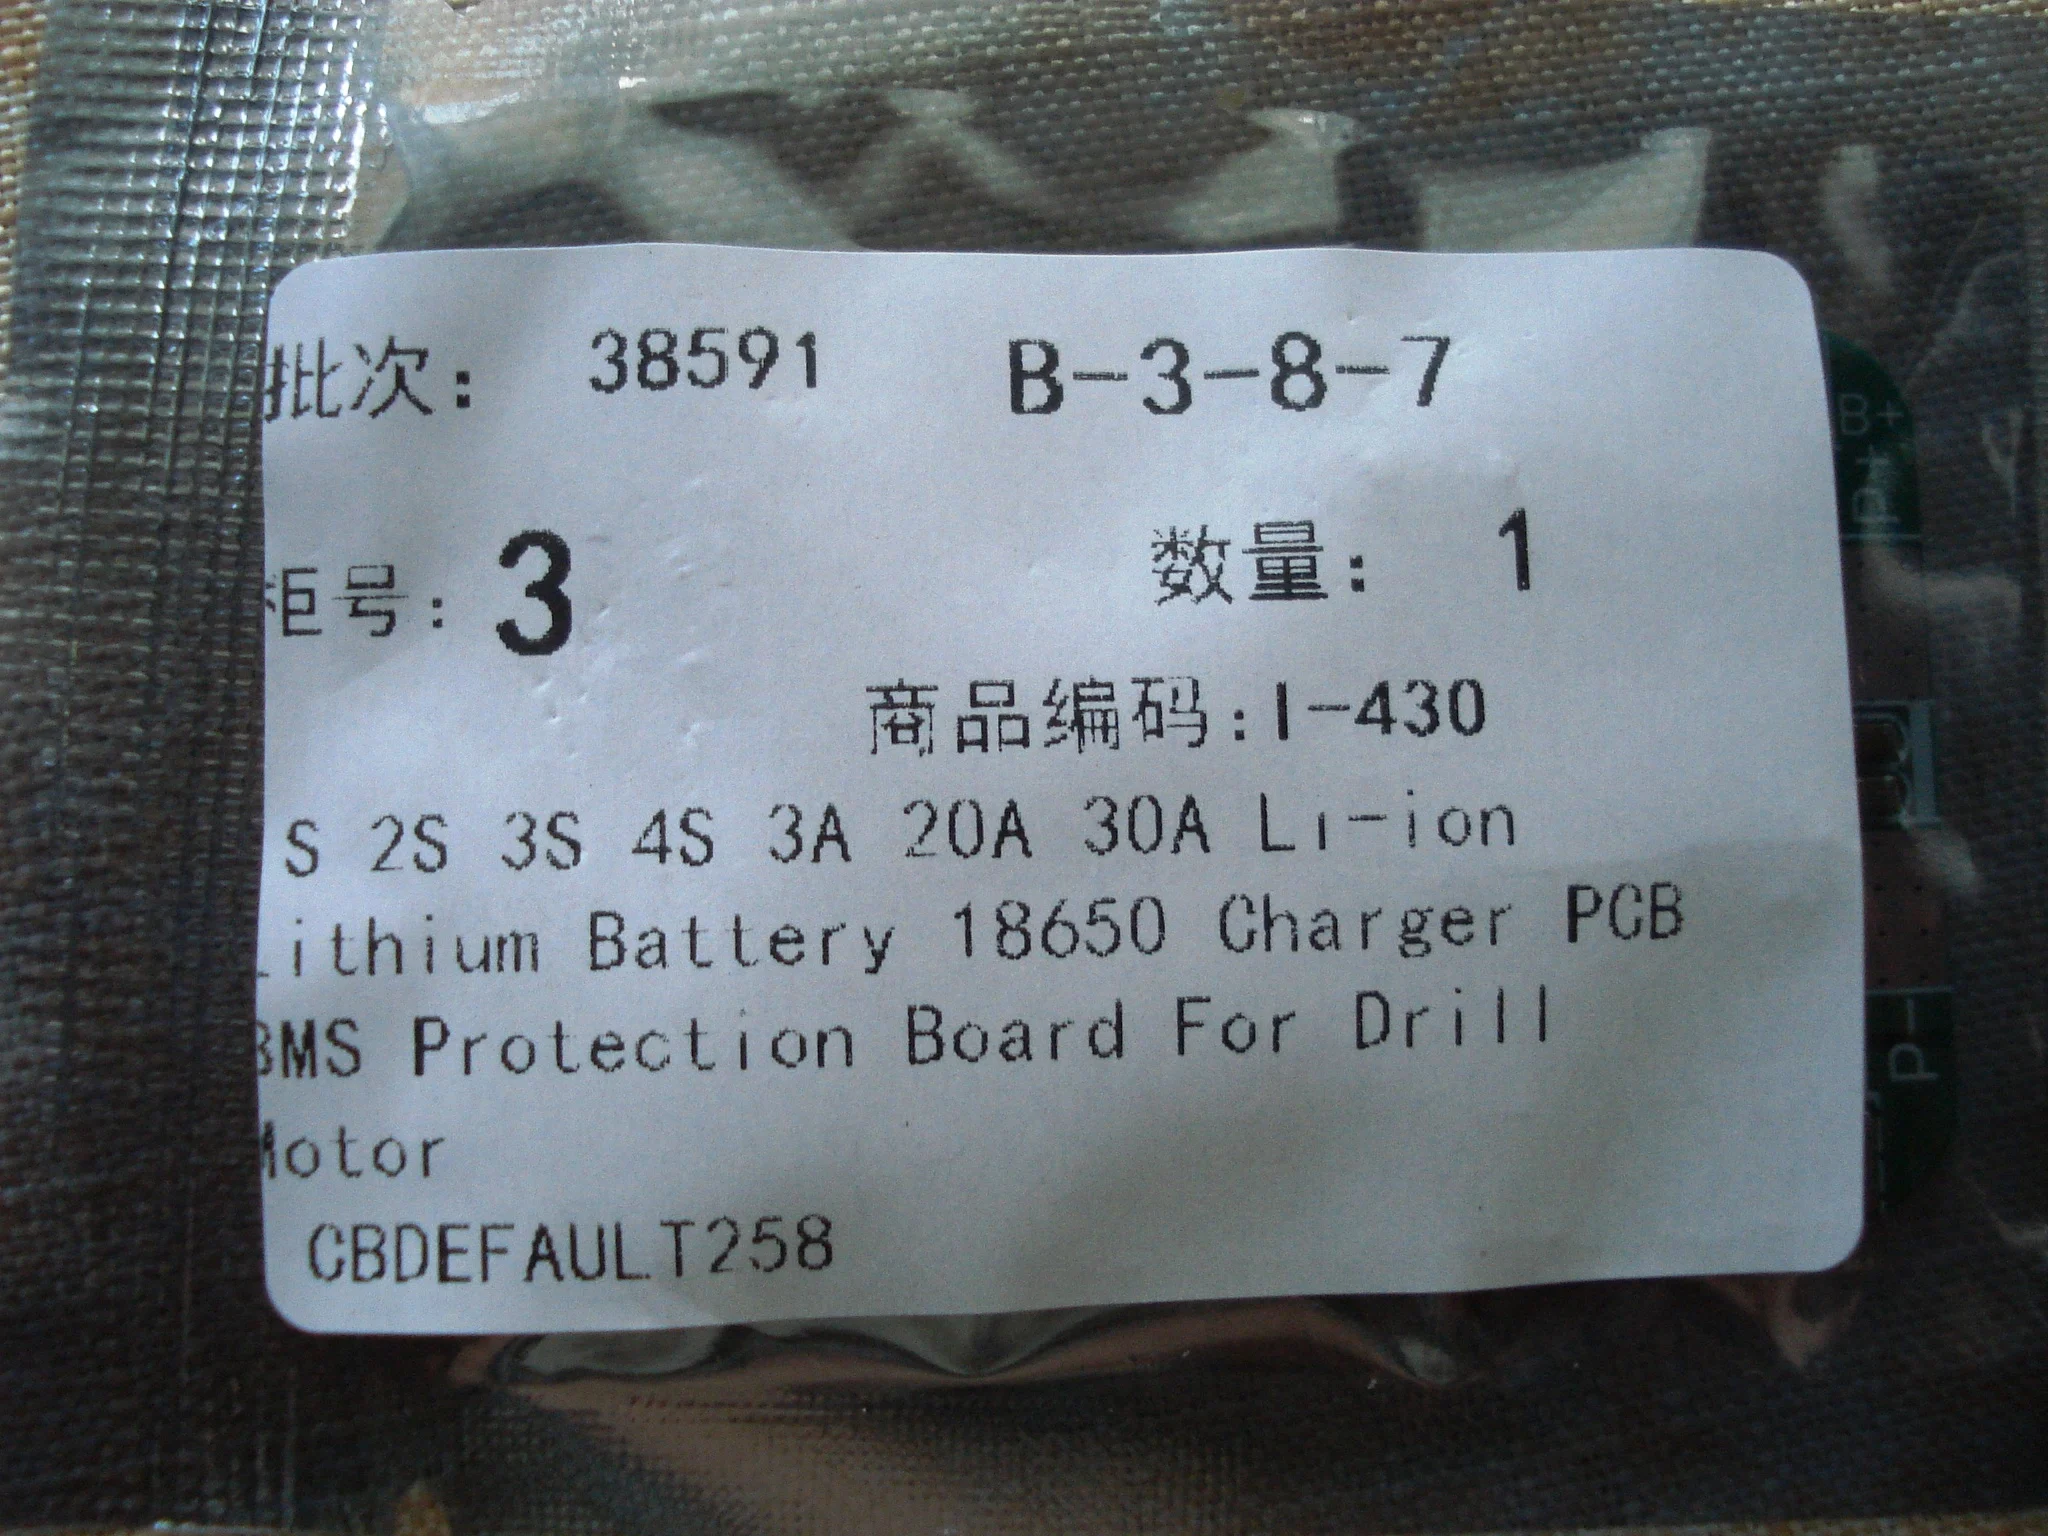 批次： 38591 B-3-8-7
柜号： 3 数量： 1
商品编码:I-430
S 2S 3S 4S 3A 20A 30A Li-ion
Lithium Battery 18650 Charger PCB
BMS Protection Board For Drill
Motor
CBDEFAULT258
B+
P+
P-